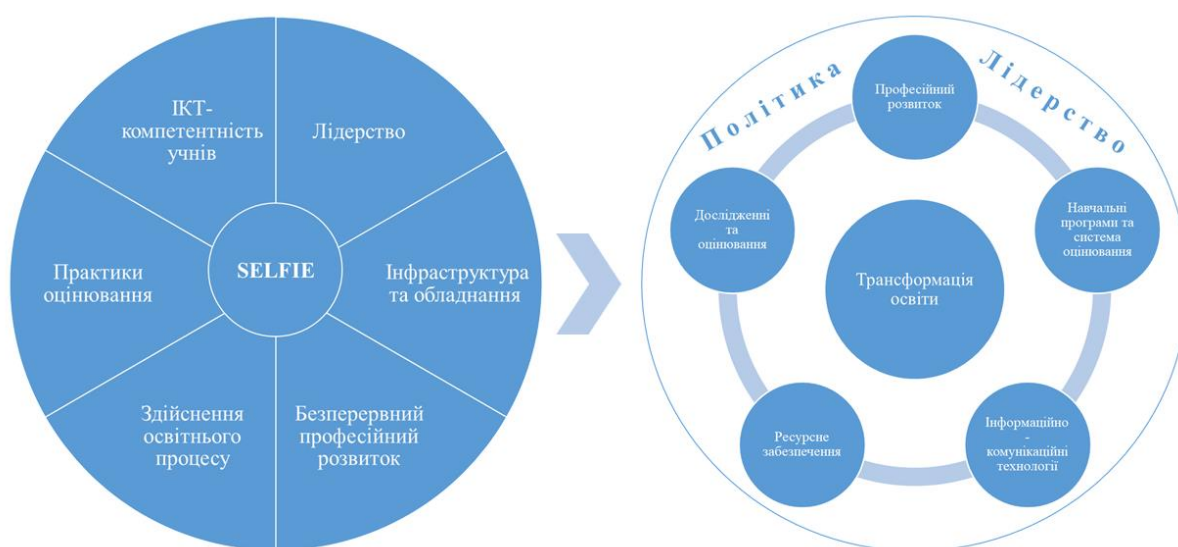 ІКТ-
компетентність
учнів
Лідерство
Практики
оцінювання
SELFIE
Інфраструктура
та обладнання
Здійснення
освітнього
процесу
Безперервний
професійний
розвиток
Політика
Лідерство
Професійний
розвиток
Дослідженні
та
оцінювання
Навчальні
програми та
система
оцінювання
Трансформація
освіти
Ресурсне
забезпечення
Інформаційно
-
комунікаційні
технології